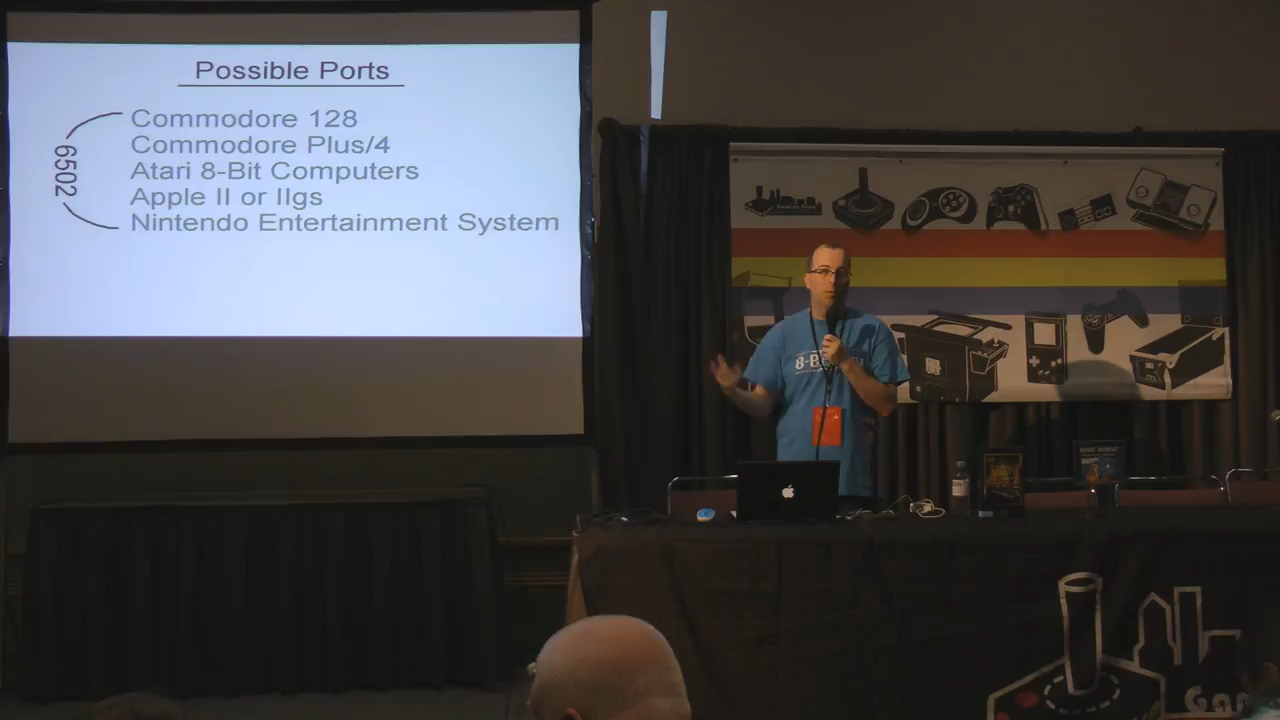 Possible Ports
6502
Commodore 128
Commodore Plus/4
Atari 8-Bit Computers
Apple II or IIgs
Nintendo Entertainment System